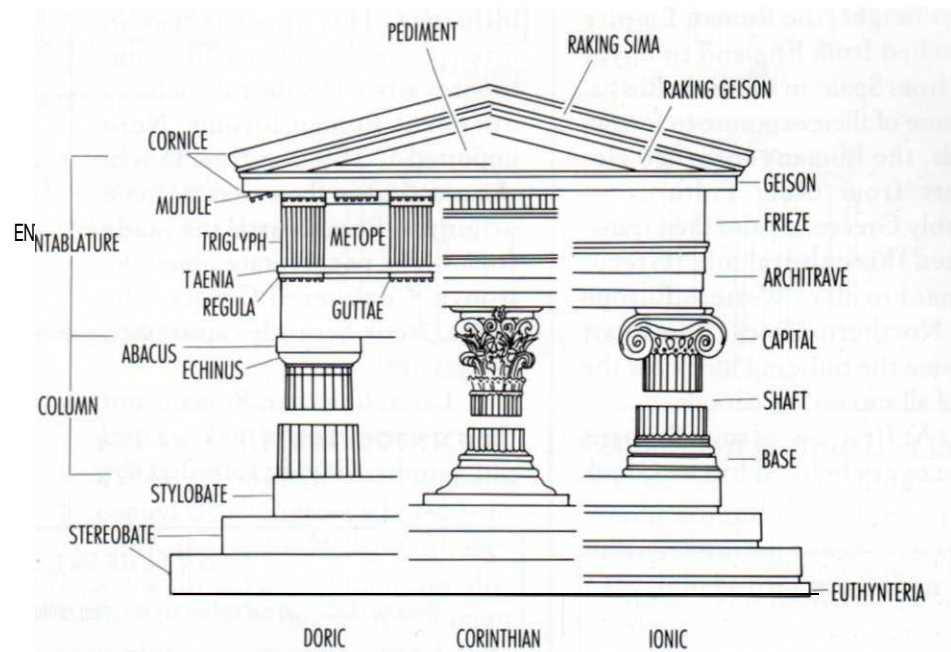 PEDIMENT
RAKING SIMA
RAKING GEISON
CORNICE
GEISON
MUTULE
FRIEZE
ENTABLATURE
TRIGLYPH
METOPE
TAENIA
ARCHITRAVE
REGULA
GUTTAE
ABACUS
CAPITAL
ECHINUS
COLUMN
SHAFT
BASE
STYLOBATE
STEREOBATE
EUTHYNTERIA
DORIC
CORINTHIAN
IONIC